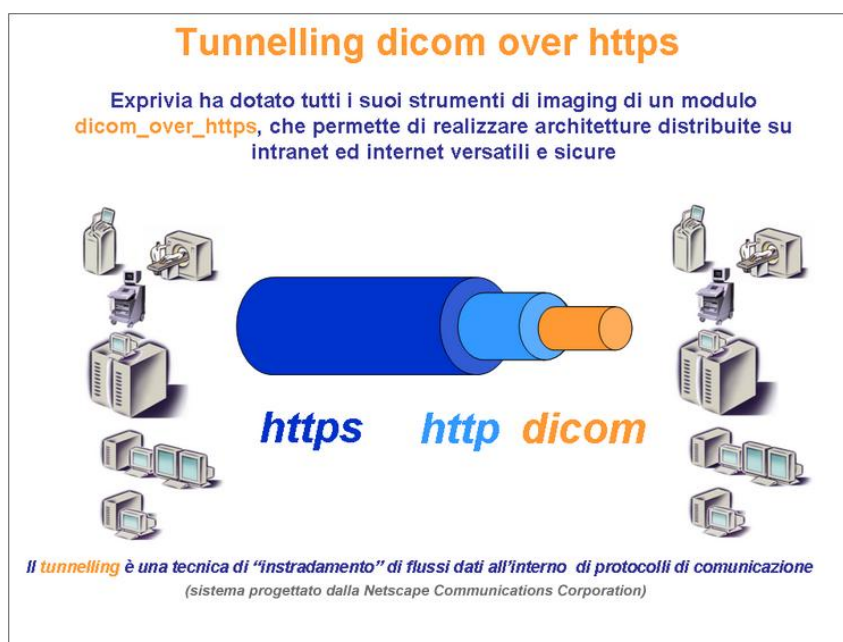 Tunnelling dicom over https
Exprivia ha dotato tutti i suoi strumenti di imaging di un modulo
dicom_over_https, che permette di realizzare architetture distribuite su
intranet ed internet versatili e sicure
https http dicom
Il tunnelling è una tecnica di “instradamento” di flussi dati all’interno di protocolli di comunicazione
(sistema progettato dalla Netscape Communications Corporation)